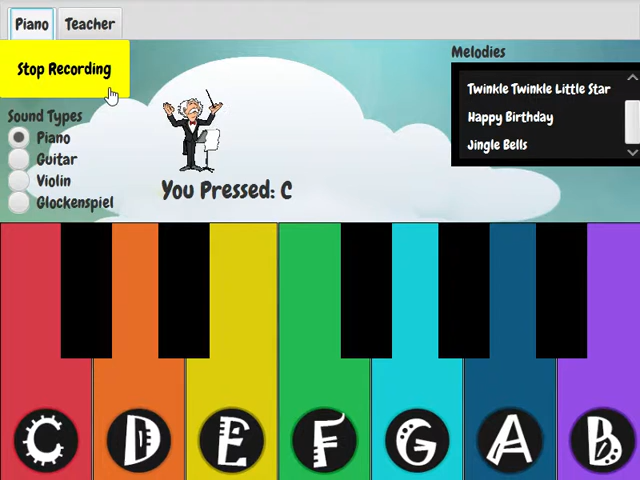 Piano
Teacher
Stop Recording
Melodies
Twinkle Twinkle Little Star
Happy Birthday
Jingle Bells
Sound Types
Piano
Guitar
Violin
Glockenspiel
You Pressed: C
C D E F G A B